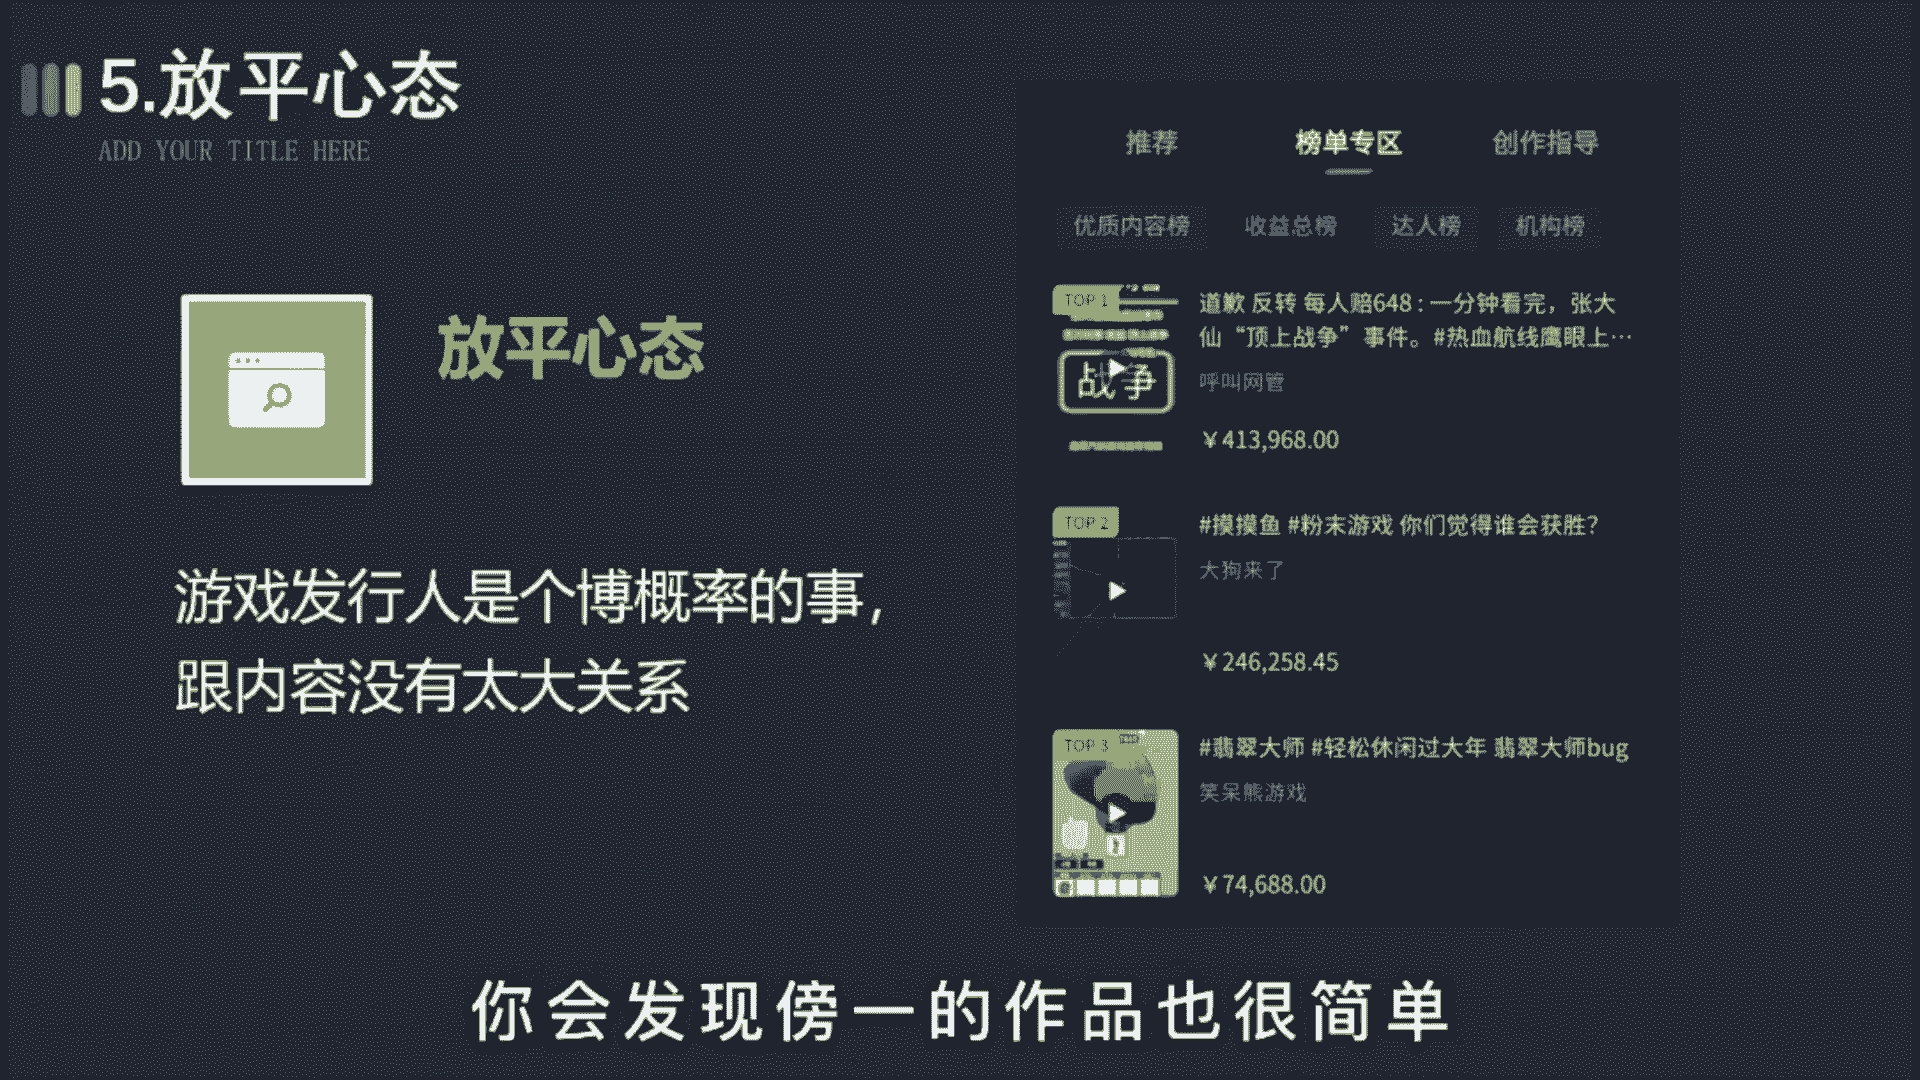 5.放平心态
ADD YOUR TITLE HERE
放平心态
游戏发行人是个博概率的事,
跟内容没有太大关系
推荐 榜单专区 创作指导
优质内容榜 收益总榜 达人榜 机构榜
TOP 1
战争
道歉 反转 每人赔648：一分钟看完，张大
仙“顶上战争”事件。#热血航线鹰眼上…
呼叫网管
￥413,968.00
TOP 2
#摸摸鱼 #粉末游戏 你们觉得谁会获胜？
大狗来了
￥246,258.45
TOP 3
#翡翠大师 #轻松休闲过大年 翡翠大师bug
笑呆熊游戏
￥74,688.00
你会发现傍一的作品也很简单